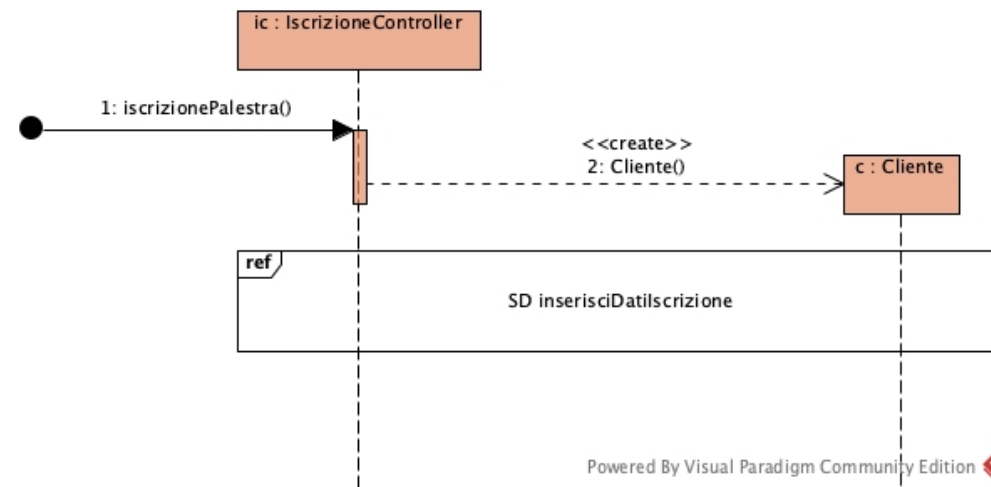 ic : IscrizioneController
1: iscrizionePalestra()
<<create>>
2: Cliente()
c : Cliente
ref
SD inserisciDatiIscrizione
Powered By Visual Paradigm Community Edition